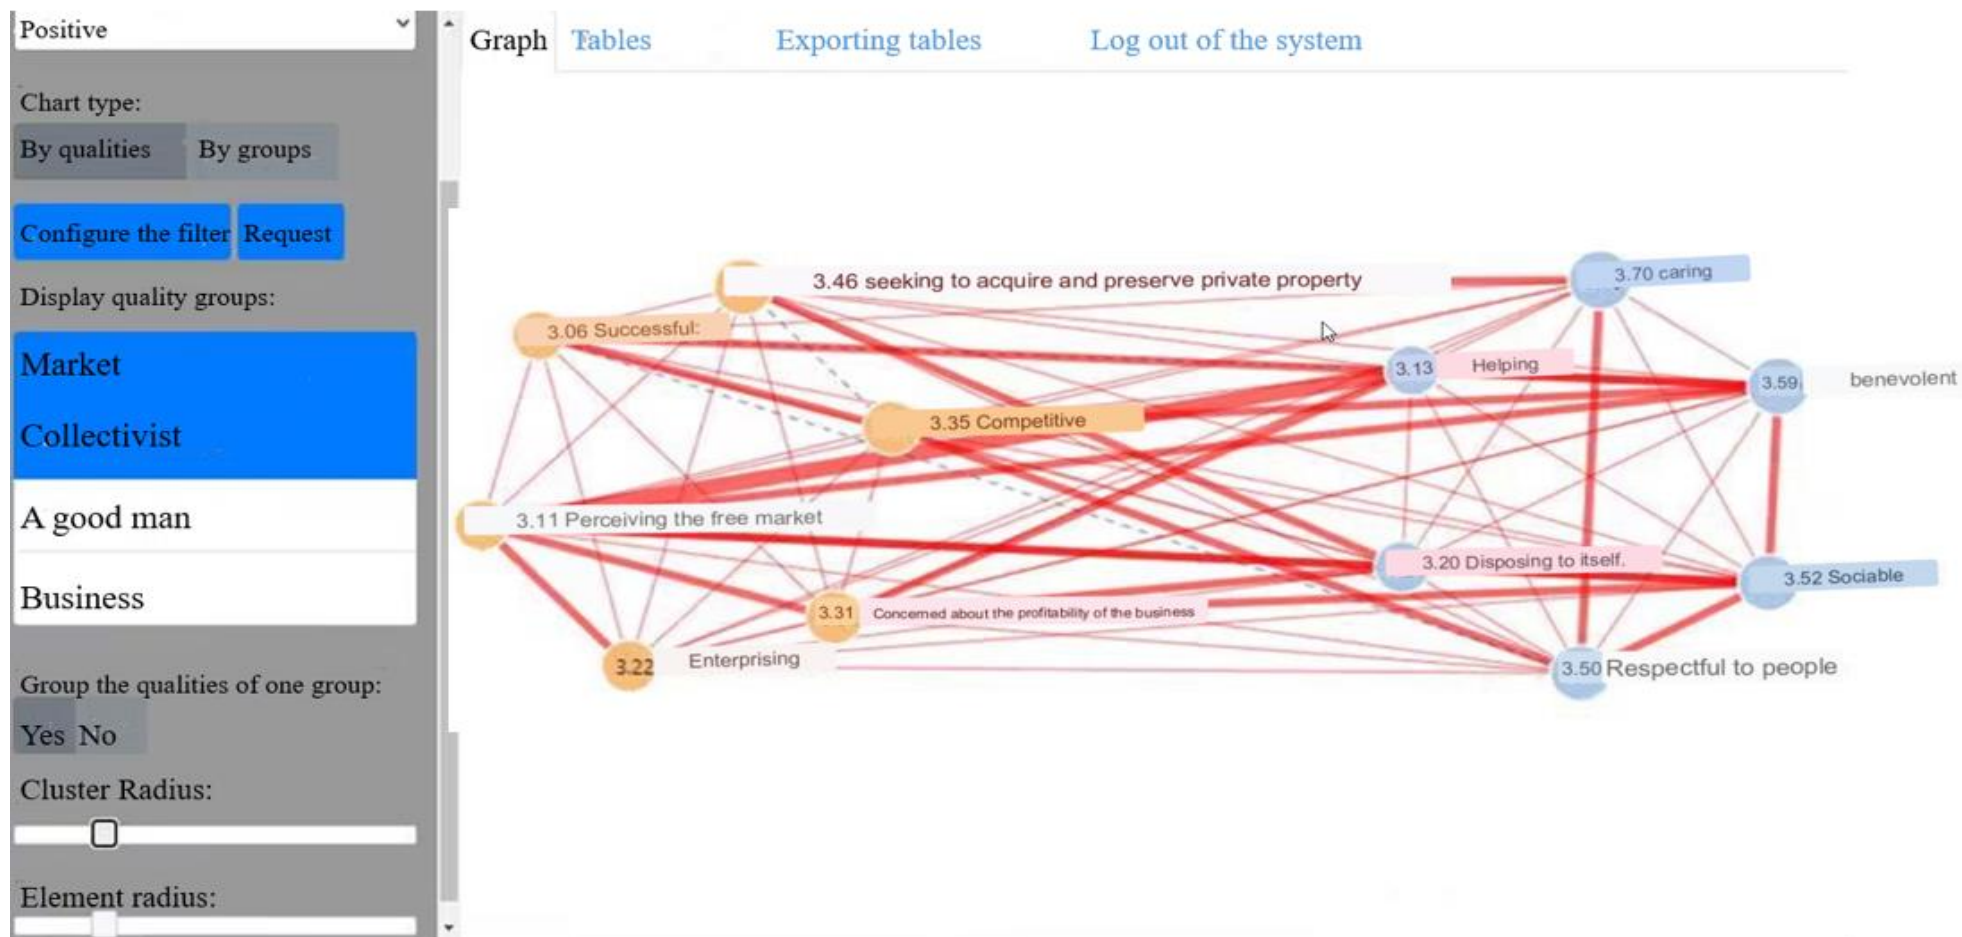 Positive
Graph Tables Exporting tables Log out of the system
Chart type:
By qualities By groups
Configure the filter Request
Display quality groups:
Market
Collectivist
A good man
Business
Group the qualities of one group:
Yes No
Cluster Radius:
Element radius:
3.46 seeking to acquire and preserve private property
3.70 caring
3.06 Successful:
3.13 Helping
3.59 benevolent
3.35 Competitive
3.11 Perceiving the free market
3.20 Disposing to itself.
3.52 Sociable
3.31 Concerned about the profitability of the business
3.22 Enterprising
3.50 Respectful to people